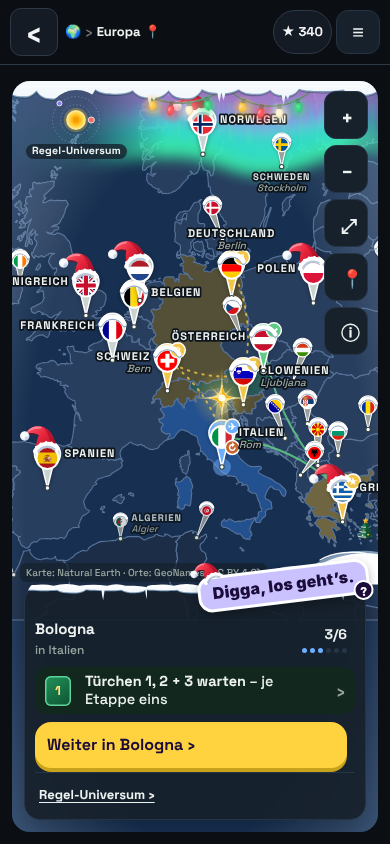 < 🌍 > Europa 📍 ★ 340 ≡
Regel-Universum
NORWEGEN
SCHWEDEN
Stockholm
DEUTSCHLAND
Berlin
POLEN
NIGREICH
BELGIEN
FRANKREICH
ÖSTERREICH
SCHWEIZ
Bern
SLOWENIEN
Ljubljana
ITALIEN
Rom
SPANIEN
GRI
ALGERIEN
Algier
Karte: Natural Earth · Orte: GeoNames
Digga, los geht's.
?
Bologna
3/6
in Italien
1
Türchen 1, 2 + 3 warten – je
Etappe eins
>
Weiter in Bologna >
Regel-Universum >